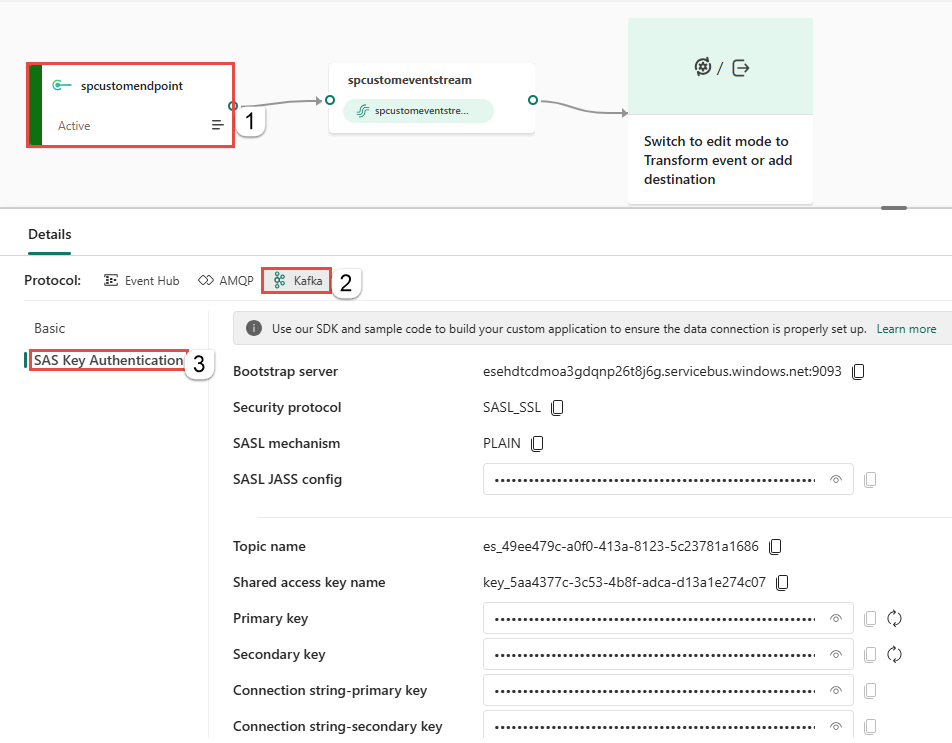 spcustomendpoint
Active
1
spcustomeventstream
spcustomeventstre...
/
Switch to edit mode to
Transform event or add
destination
Details
Protocol:
Event Hub
AMQP
Kafka
2
Basic
SAS Key Authentication
3
Use our SDK and sample code to build your custom application to ensure the data connection is properly set up. Learn more
Bootstrap server
esehdtcdmoa3gdqnp26t8j6g.servicebus.windows.net:9093
Security protocol
SASL_SSL
SASL mechanism
PLAIN
SASL JASS config
Topic name
es_49ee479c-a0f0-413a-8123-5c23781a1686
Shared access key name
key_5aa4377c-3c53-4b8f-adca-d13a1e274c07
Primary key
Secondary key
Connection string-primary key
Connection string-secondary key